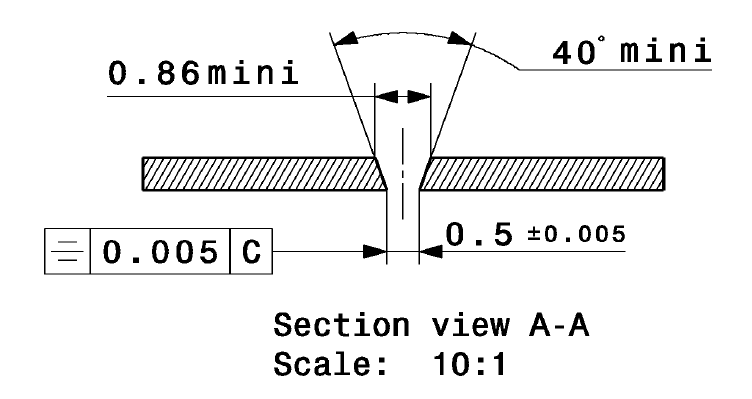 40° mini
0.86mini
0.5 ±0.005
⌯ 0.005 C
Section view A-A
Scale: 10:1